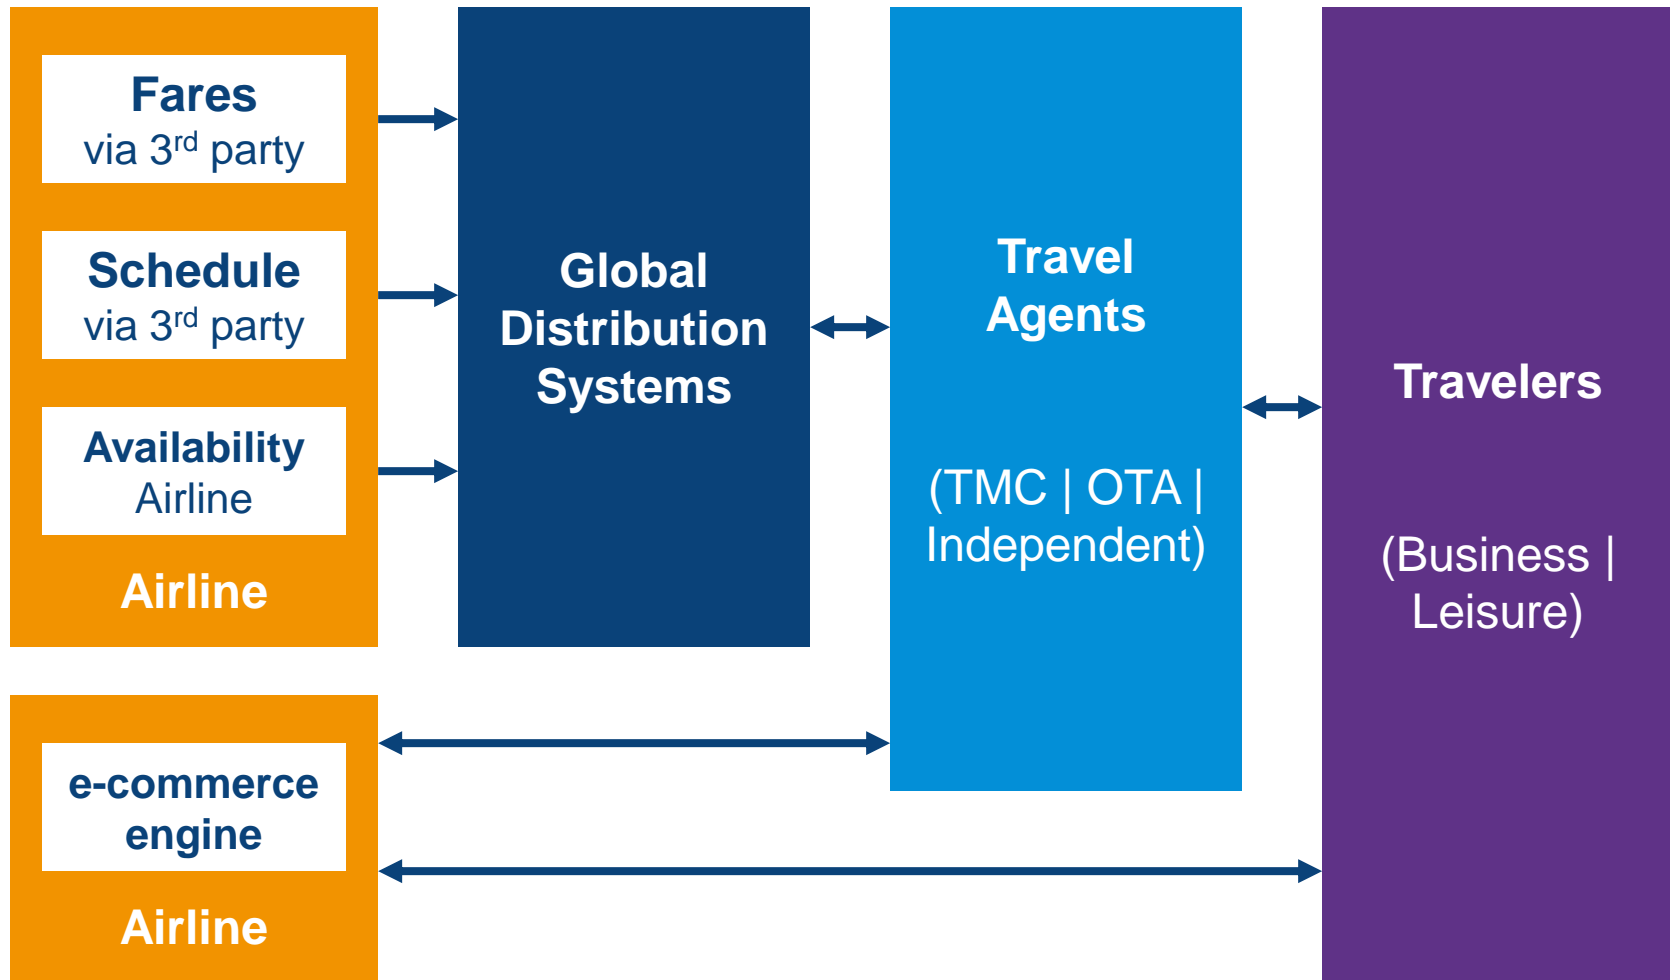 Fares
via 3rd party
Schedule
via 3rd party
Availability
Airline
Airline
Global
Distribution
Systems
Travel
Agents
(TMC | OTA |
Independent)
Travelers
(Business |
Leisure)
e-commerce
engine
Airline